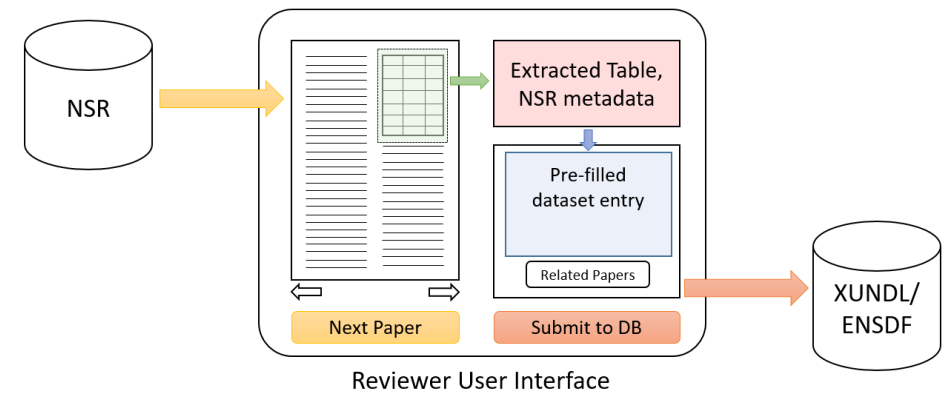 NSR
Extracted Table,
NSR metadata
Pre-filled
dataset entry
Related Papers
Next Paper
Submit to DB
XUNDL/
ENSDF
Reviewer User Interface